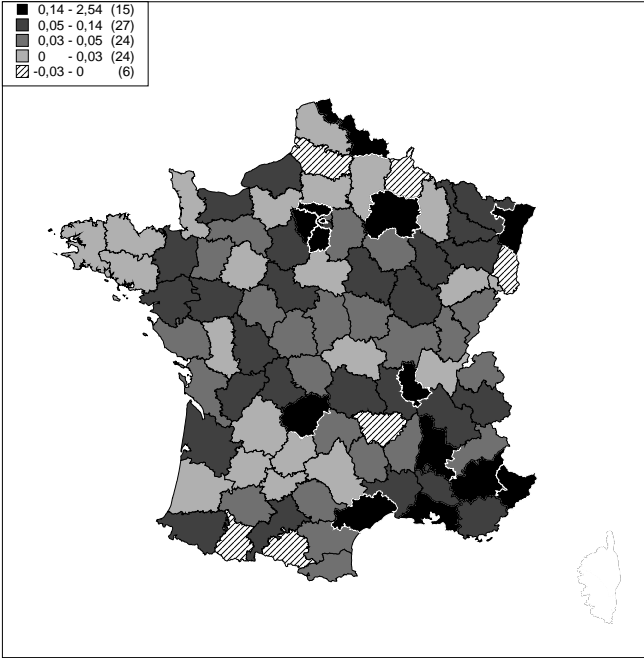 0,14 - 2,54 (15)
0,05 - 0,14 (27)
0,03 - 0,05 (24)
0 - 0,03 (24)
-0,03 - 0 (6)